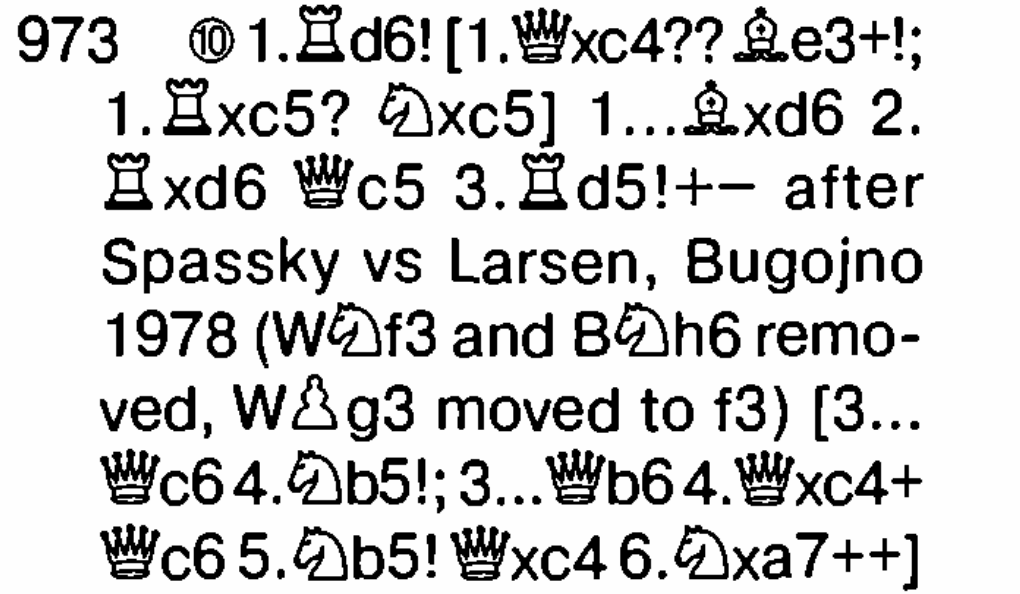 973 ⑩ 1.♖d6! [1.♕xc4?? ♗e3+!;
1.♖xc5? ♘xc5] 1...♗xd6 2.
♖xd6 ♕c5 3.♖d5!+− after
Spassky vs Larsen, Bugojno
1978 (W♘f3 and B♘h6 remo-
ved, W♙g3 moved to f3) [3...
♕c6 4.♘b5!; 3...♕b6 4.♕xc4+
♕c6 5.♘b5! ♕xc4 6.♘xa7++]